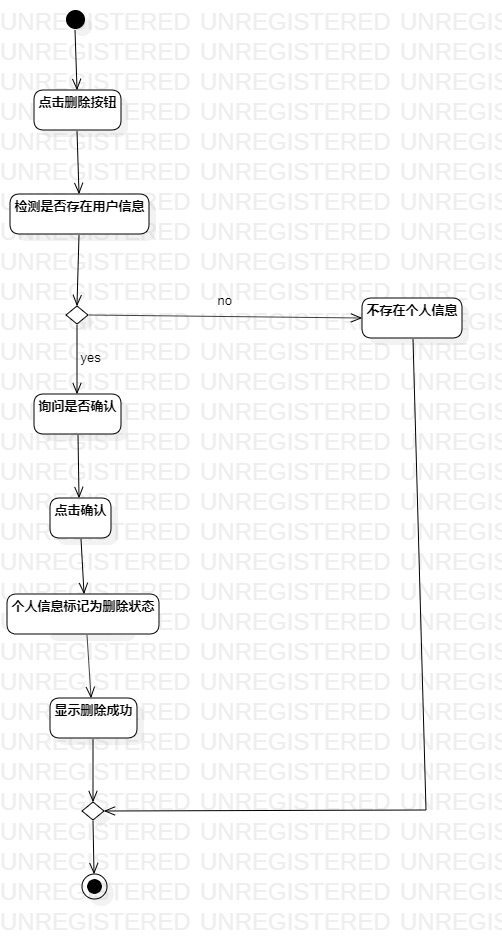 点击删除按钮
检测是否存在用户信息
no
不存在个人信息
yes
询问是否确认
点击确认
个人信息标记为删除状态
显示删除成功
UNREGISTERED